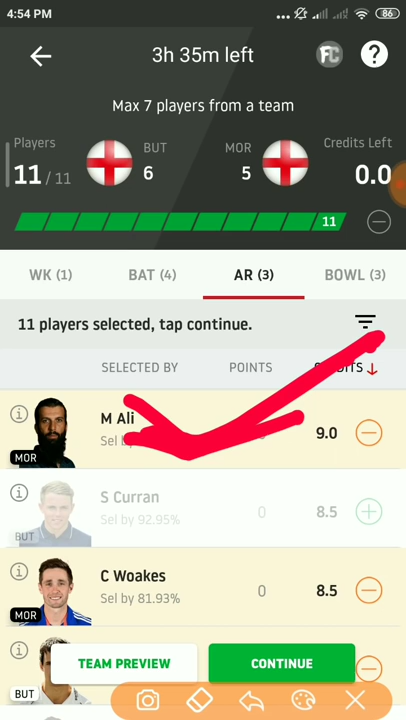 4:54 PM
86
3h 35m left
FC
?
Max 7 players from a team
Players
BUT
MOR
Credits Left
11 / 11
6
5
0.0
11
WK (1)
BAT (4)
AR (3)
BOWL (3)
11 players selected, tap continue.
SELECTED BY
POINTS
M Ali
Sel
9.0
MOR
S Curran
Sel by 92.95%
0
8.5
BUT
C Woakes
Sel by 81.93%
0
8.5
MOR
TEAM PREVIEW
CONTINUE
BUT